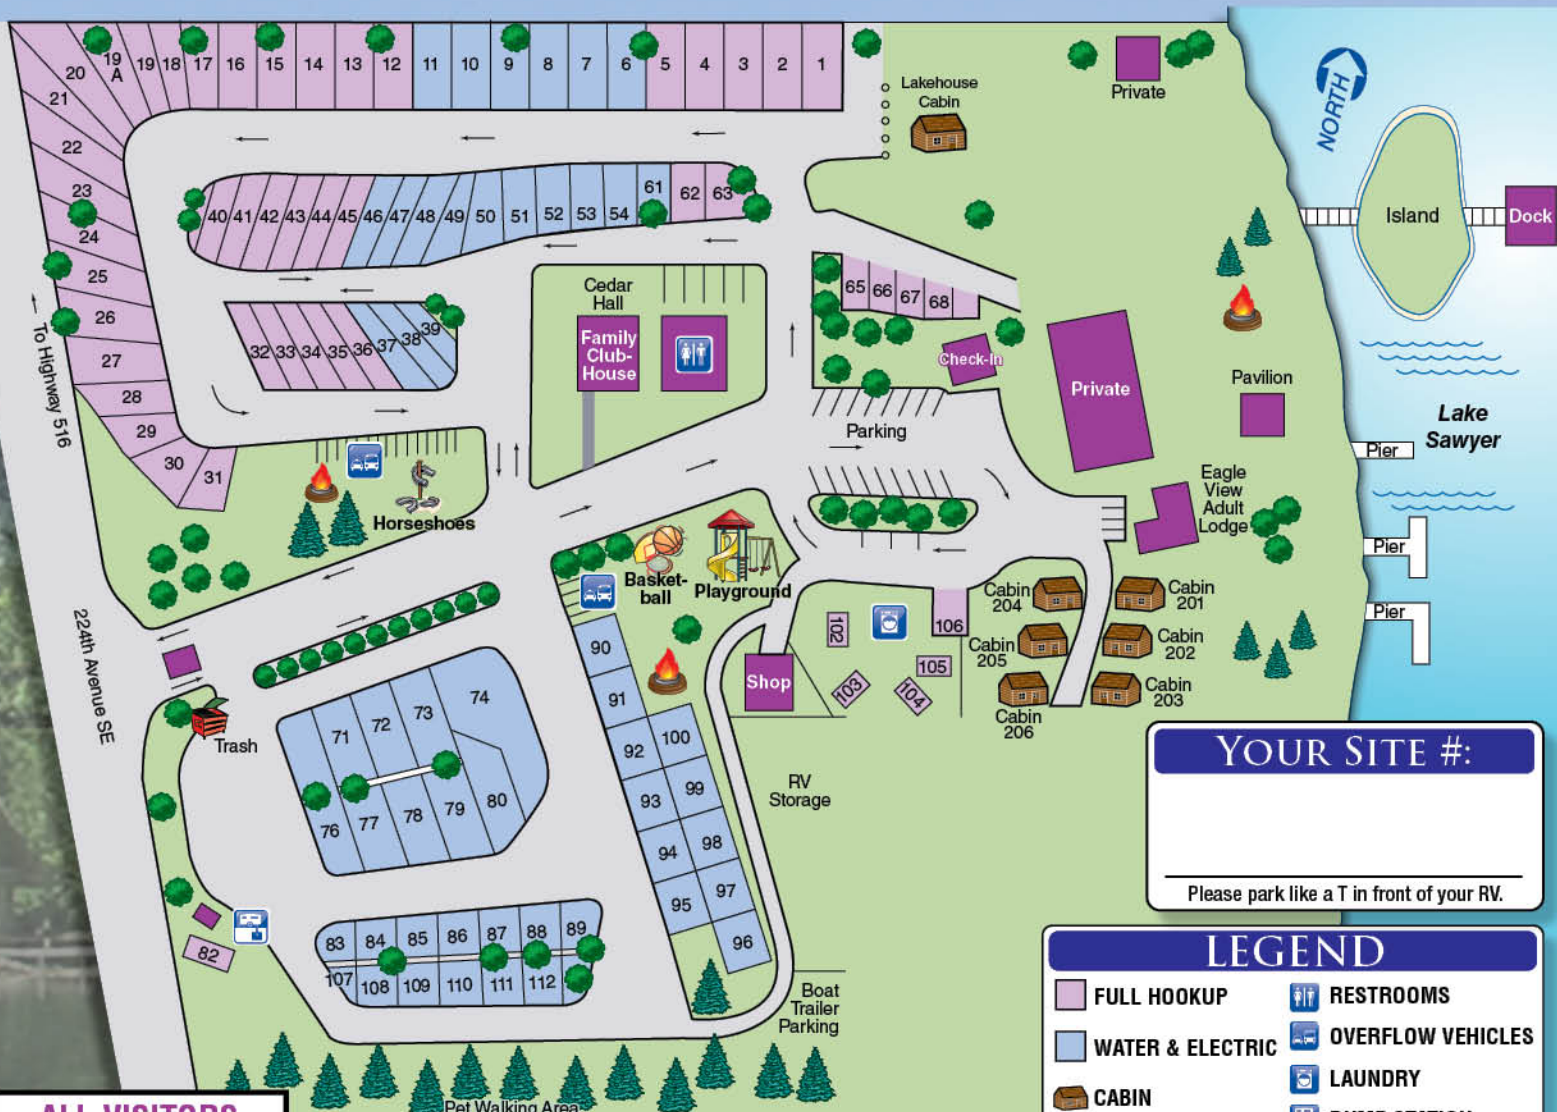 20
19
A
19
18
17
16
15
14
13
12
11
10
9
8
7
6
5
4
3
2
1
21
22
23
24
25
26
27
28
29
30
31
Lakehouse
Cabin
Private
NORTH
Island
Dock
40
41
42
43
44
45
46
47
48
49
50
51
52
53
54
61
62
63
32
33
34
35
36
37
38
39
Cedar
Hall
Family
Club-
House
65
66
67
68
Check-In
Private
Pavilion
Lake
Sawyer
Pier
Pier
Pier
Parking
Eagle
View
Adult
Lodge
To Highway 516
Horseshoes
Basket-
ball
Playground
224th Avenue SE
Trash
71
72
73
74
76
77
78
79
80
90
91
92
100
93
99
94
98
95
97
96
Shop
102
103
104
105
106
Cabin
204
Cabin
201
Cabin
205
Cabin
202
Cabin
206
Cabin
203
RV
Storage
82
83
84
85
86
87
88
89
107
108
109
110
111
112
Boat
Trailer
Parking
Pet Walking Area
YOUR SITE #:
Please park like a T in front of your RV.
LEGEND
FULL HOOKUP
WATER & ELECTRIC
CABIN
RESTROOMS
OVERFLOW VEHICLES
LAUNDRY
DUMP STATION
ALL VISITORS